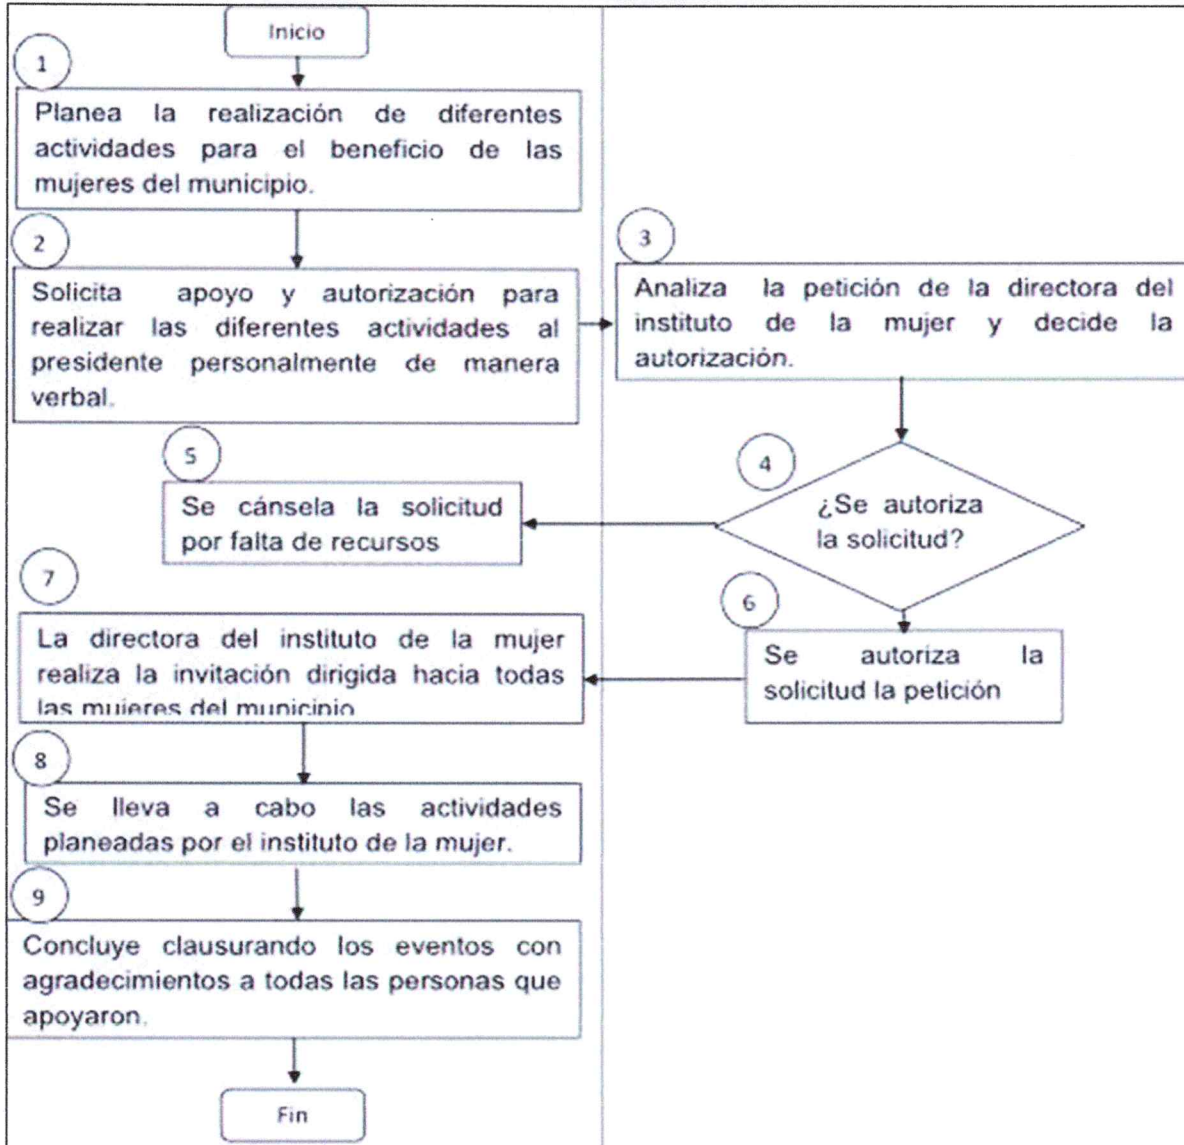 Inicio
1
Planea la realización de diferentes
actividades para el beneficio de las
mujeres del municipio.
2
Solicita apoyo y autorización para
realizar las diferentes actividades al
presidente personalmente de manera
verbal.
3
Analiza la petición de la directora del
instituto de la mujer y decide la
autorización.
4
¿Se autoriza
la solicitud?
5
Se cánsela la solicitud
por falta de recursos
6
Se autoriza la
solicitud la petición
7
La directora del instituto de la mujer
realiza la invitación dirigida hacia todas
las mujeres del municipio
8
Se lleva a cabo las actividades
planeadas por el instituto de la mujer.
9
Concluye clausurando los eventos con
agradecimientos a todas las personas que
apoyaron.
Fin